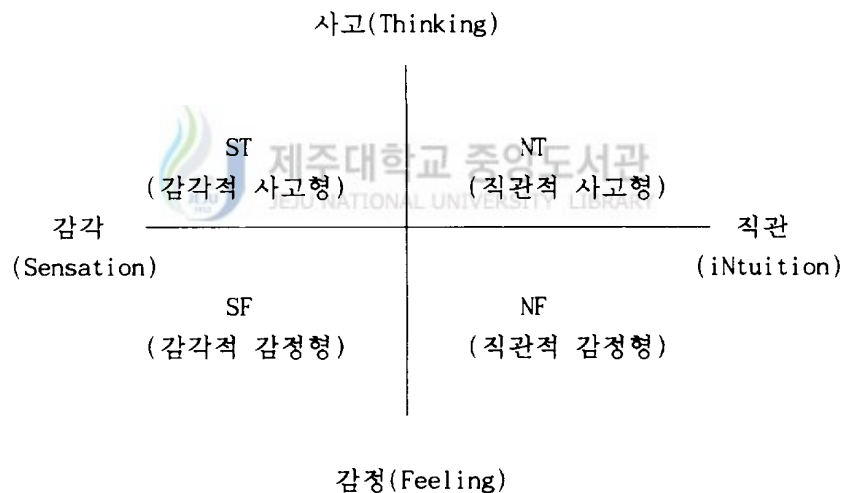 사고(Thinking)
ST
NT
제주대학교 중앙도서관
(감각적 사고형)
(직관적 사고형)
JEJU NATIONAL UNIVERSITY LIBRARY
감각
직관
(Sensation)
(iNtuition)
SF
NF
(감각적 감정형)
(직관적 감정형)
감정(Feeling)